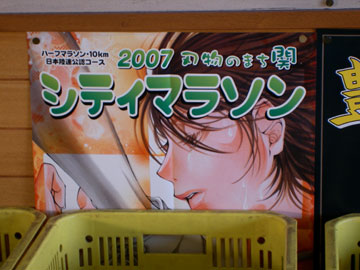 ハーフマラソン・10km
日本陸連公認コース
2007 刃物のまち関
シティマラソン